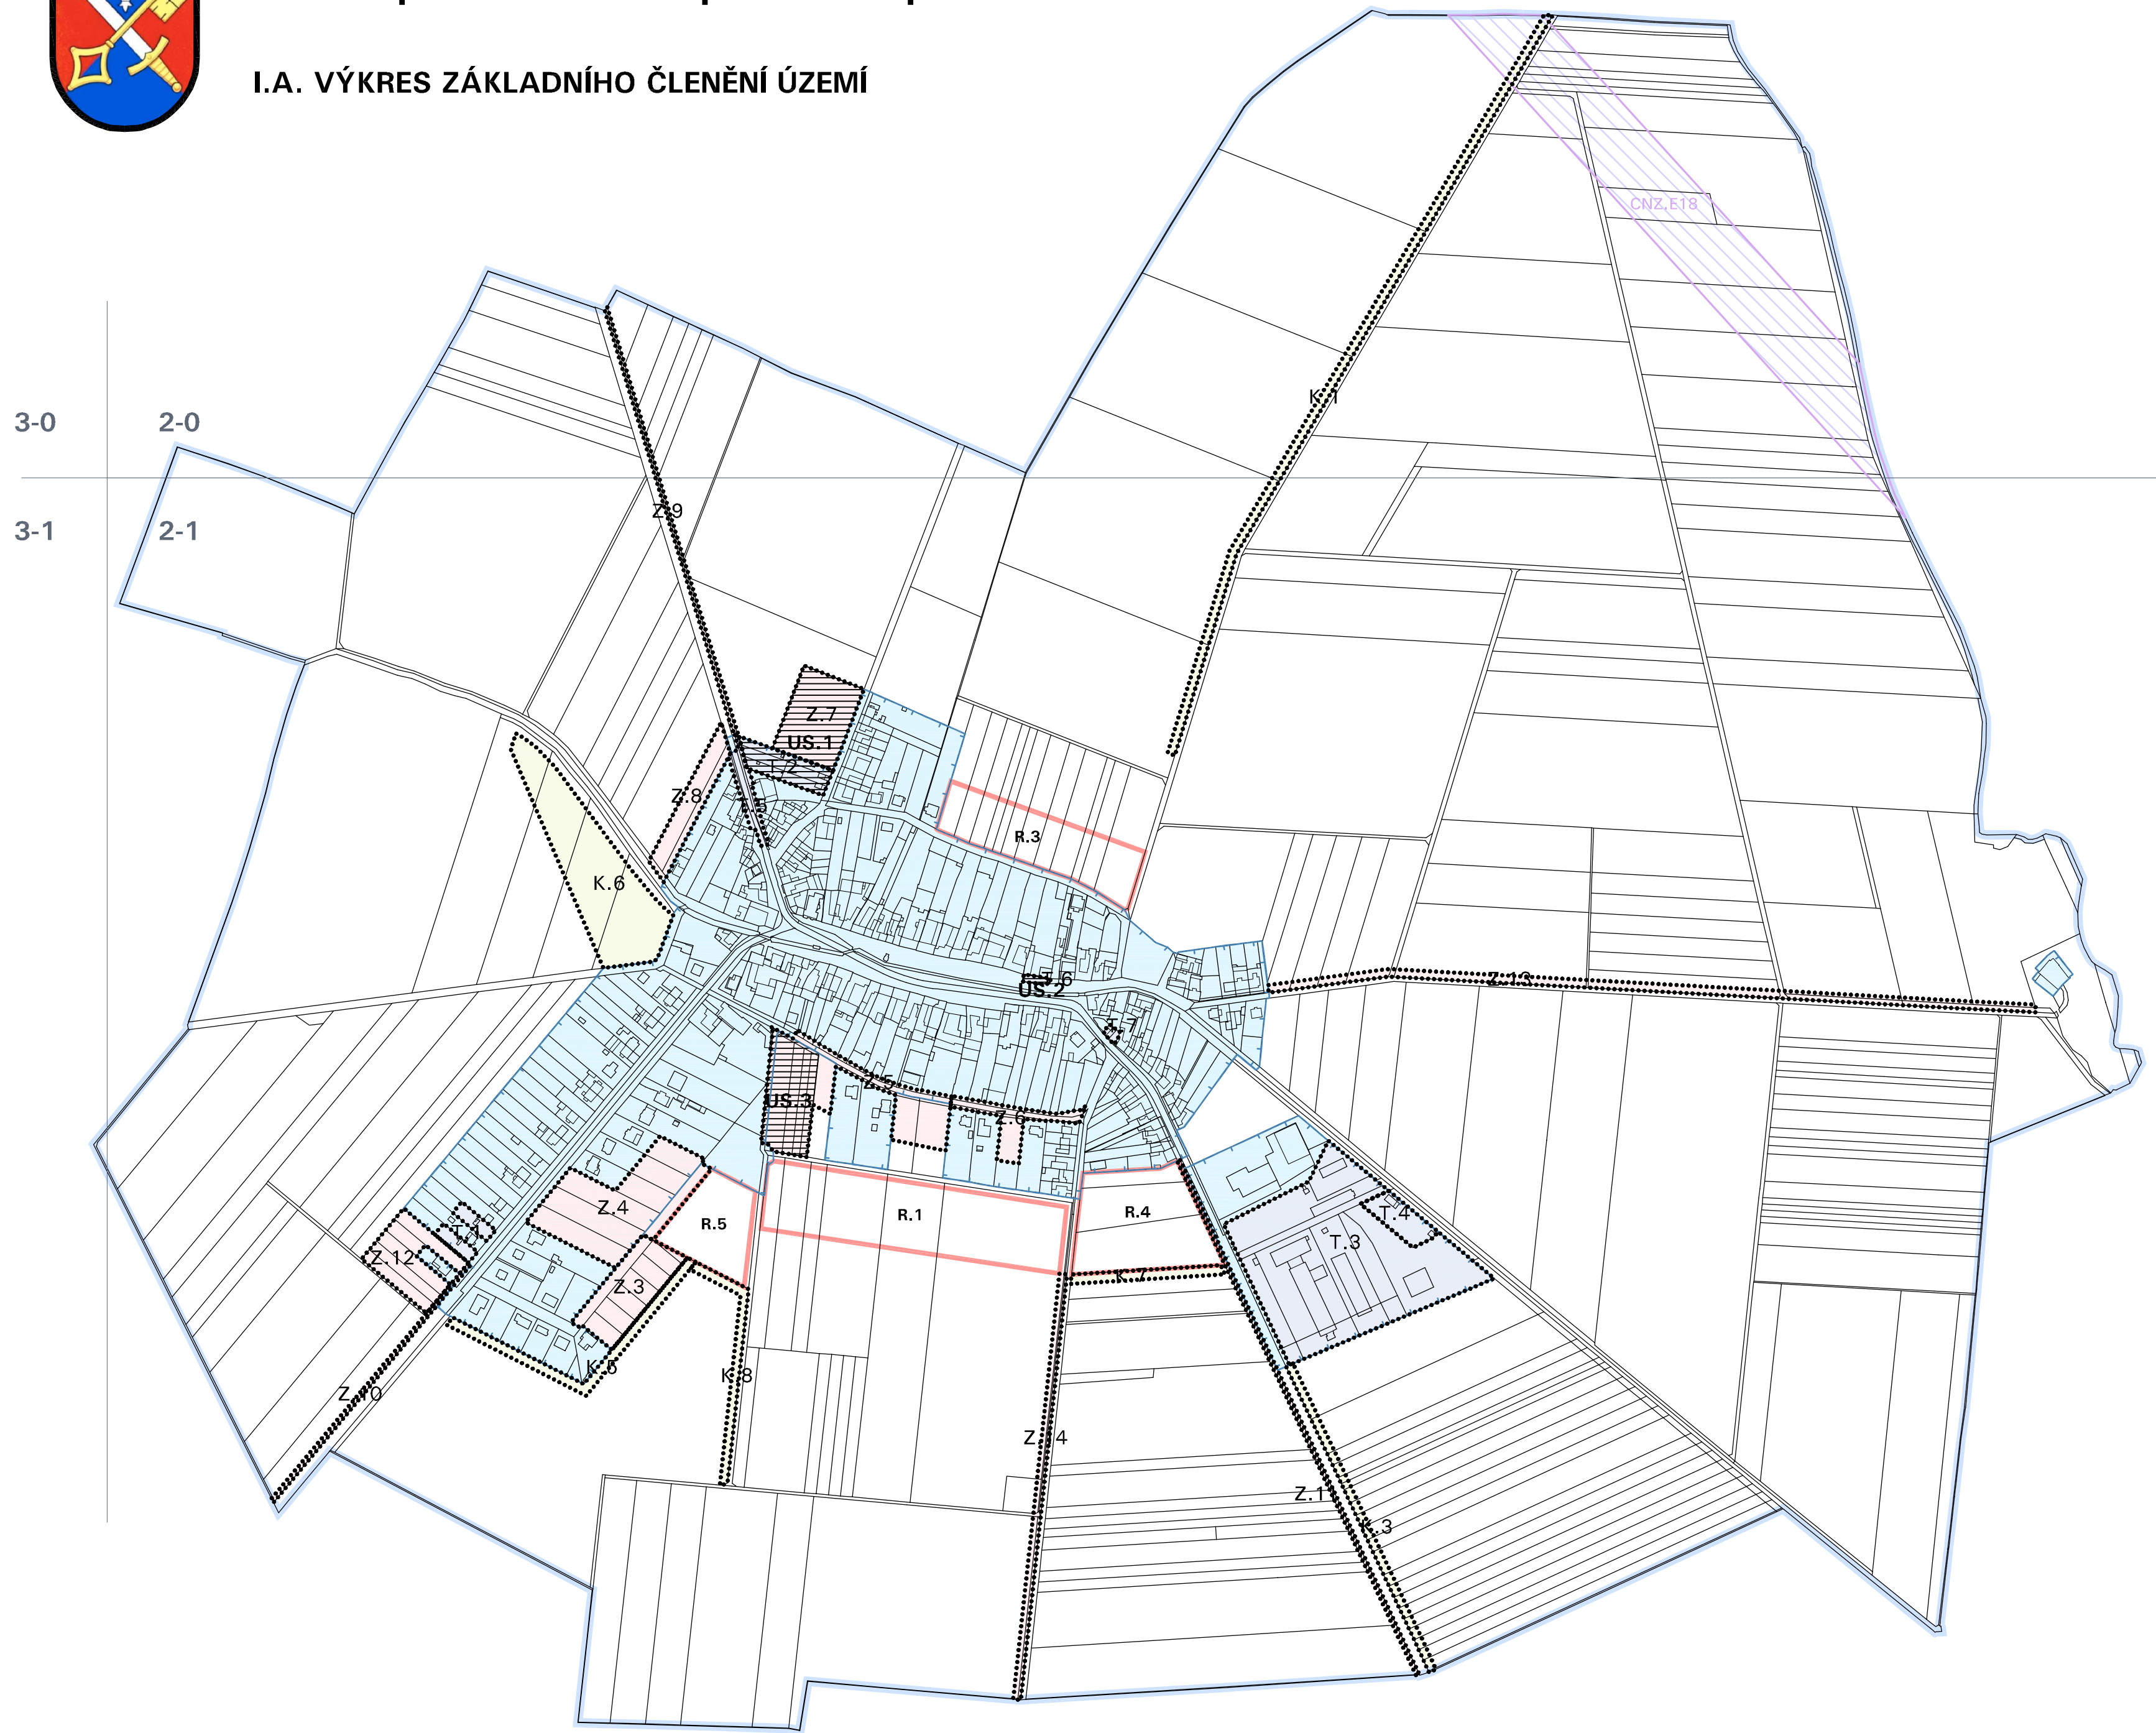 I.A. VÝKRES ZÁKLADNÍHO ČLENĚNÍ ÚZEMÍ
CNZ.E18
K.1
3-0
2-0
3-1
2-1
Z.9
Z.7
US.1
T.2
Z.8
T.5
R.3
K.6
T.6
US.2
Z.13
T.7
Z.5
US.3
Z.6
Z.4
R.5
R.1
R.4
T.4
T.1
T.3
Z.12
Z.3
K.7
K.5
K.8
Z.10
Z.14
Z.1
K.3